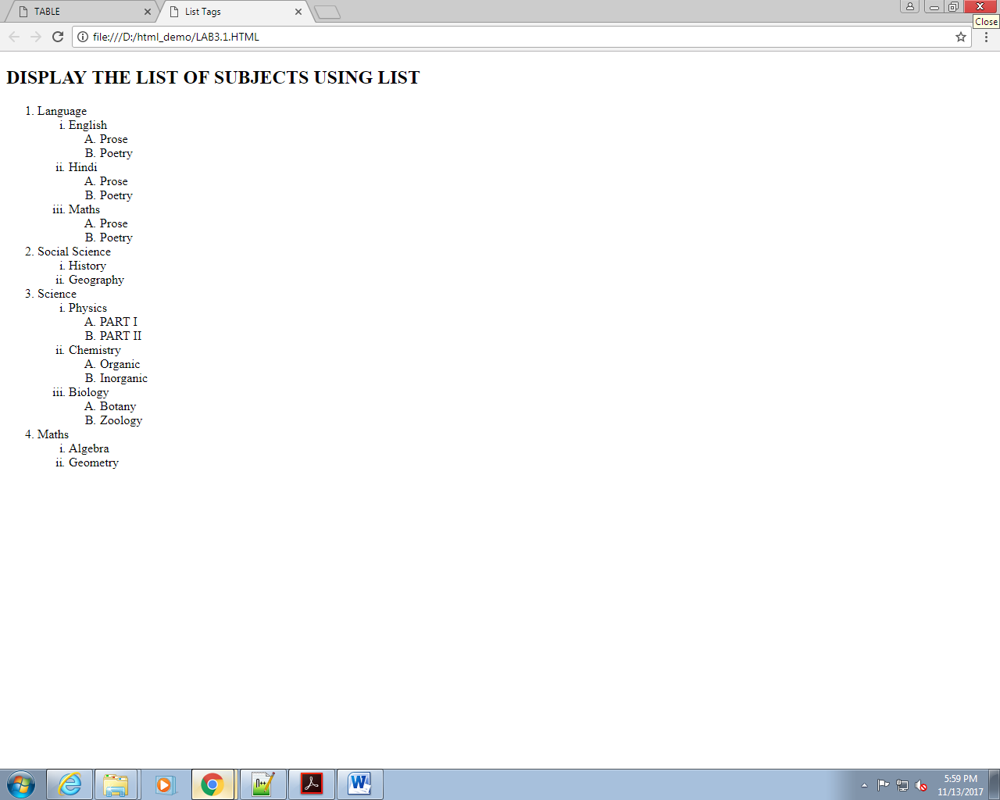 TABLE
List Tags
Close
file:///D:/html_demo/LAB3.1.HTML
DISPLAY THE LIST OF SUBJECTS USING LIST
1. Language
i. English
A. Prose
B. Poetry
ii. Hindi
A. Prose
B. Poetry
iii. Maths
A. Prose
B. Poetry
2. Social Science
i. History
ii. Geography
3. Science
i. Physics
A. PART I
B. PART II
ii. Chemistry
A. Organic
B. Inorganic
iii. Biology
A. Botany
B. Zoology
4. Maths
i. Algebra
ii. Geometry
5:59 PM
11/13/2017